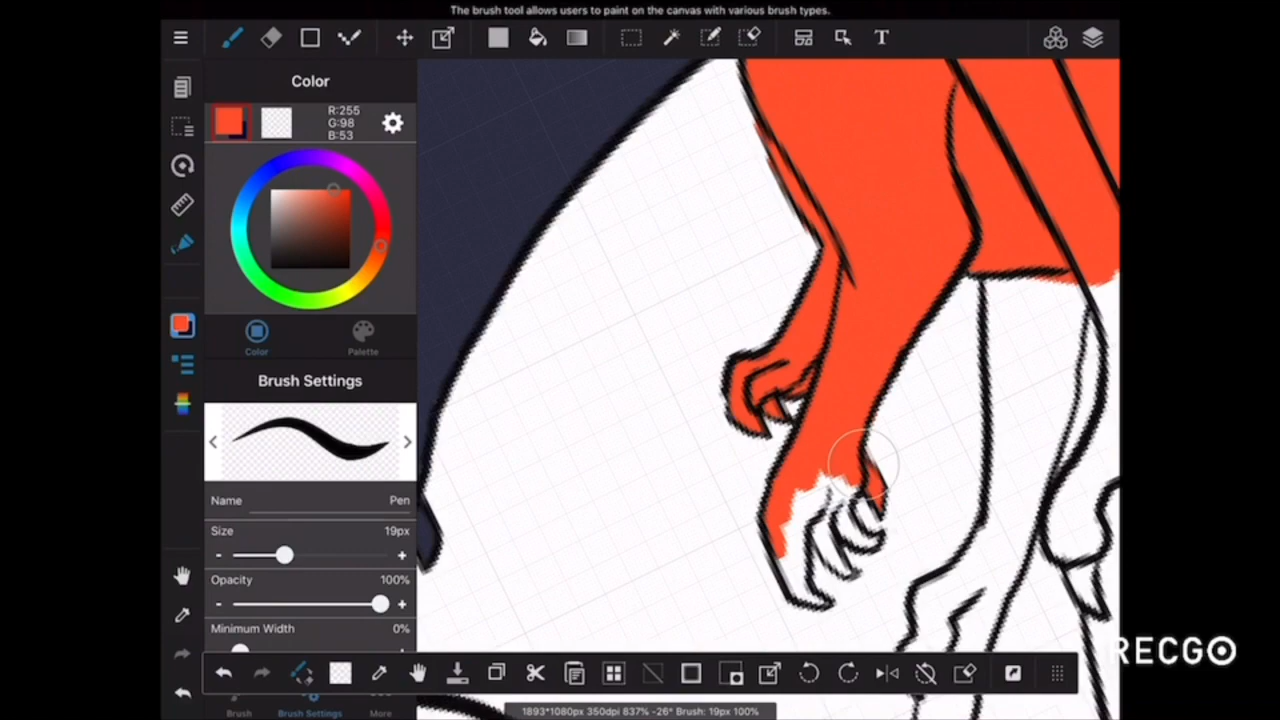 The brush tool allows users to paint on the canvas with various brush types.
T
Color
R:255
G:98
B:53
Color
Palette
Brush Settings
Name
Pen
Size
19px
- +
Opacity
100%
- +
Minimum Width
0%
Brush
Brush Settings
More
1893*1080px 350dpi 837% -26° Brush: 19px 100%
RECGO